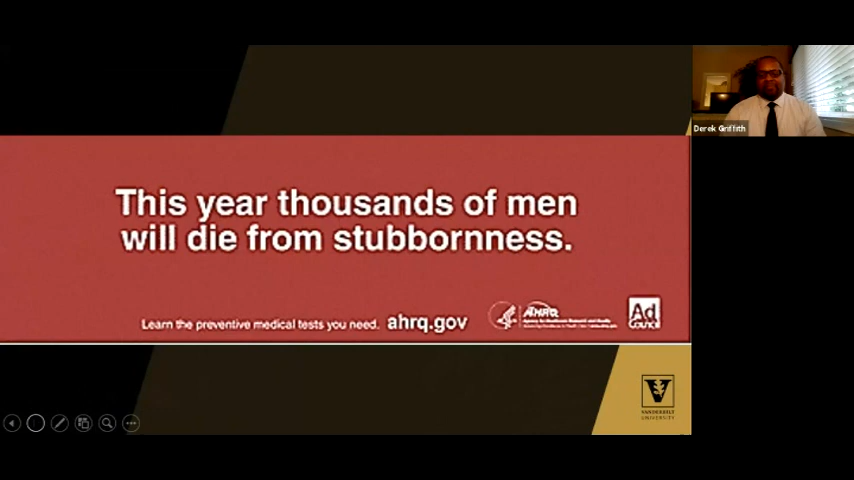 This year thousands of men
will die from stubbornness.
Learn the preventive medical tests you need. ahrq.gov
AHRQ
Ad
Council
Derek Griffith
V
VANDERBILT
UNIVERSITY